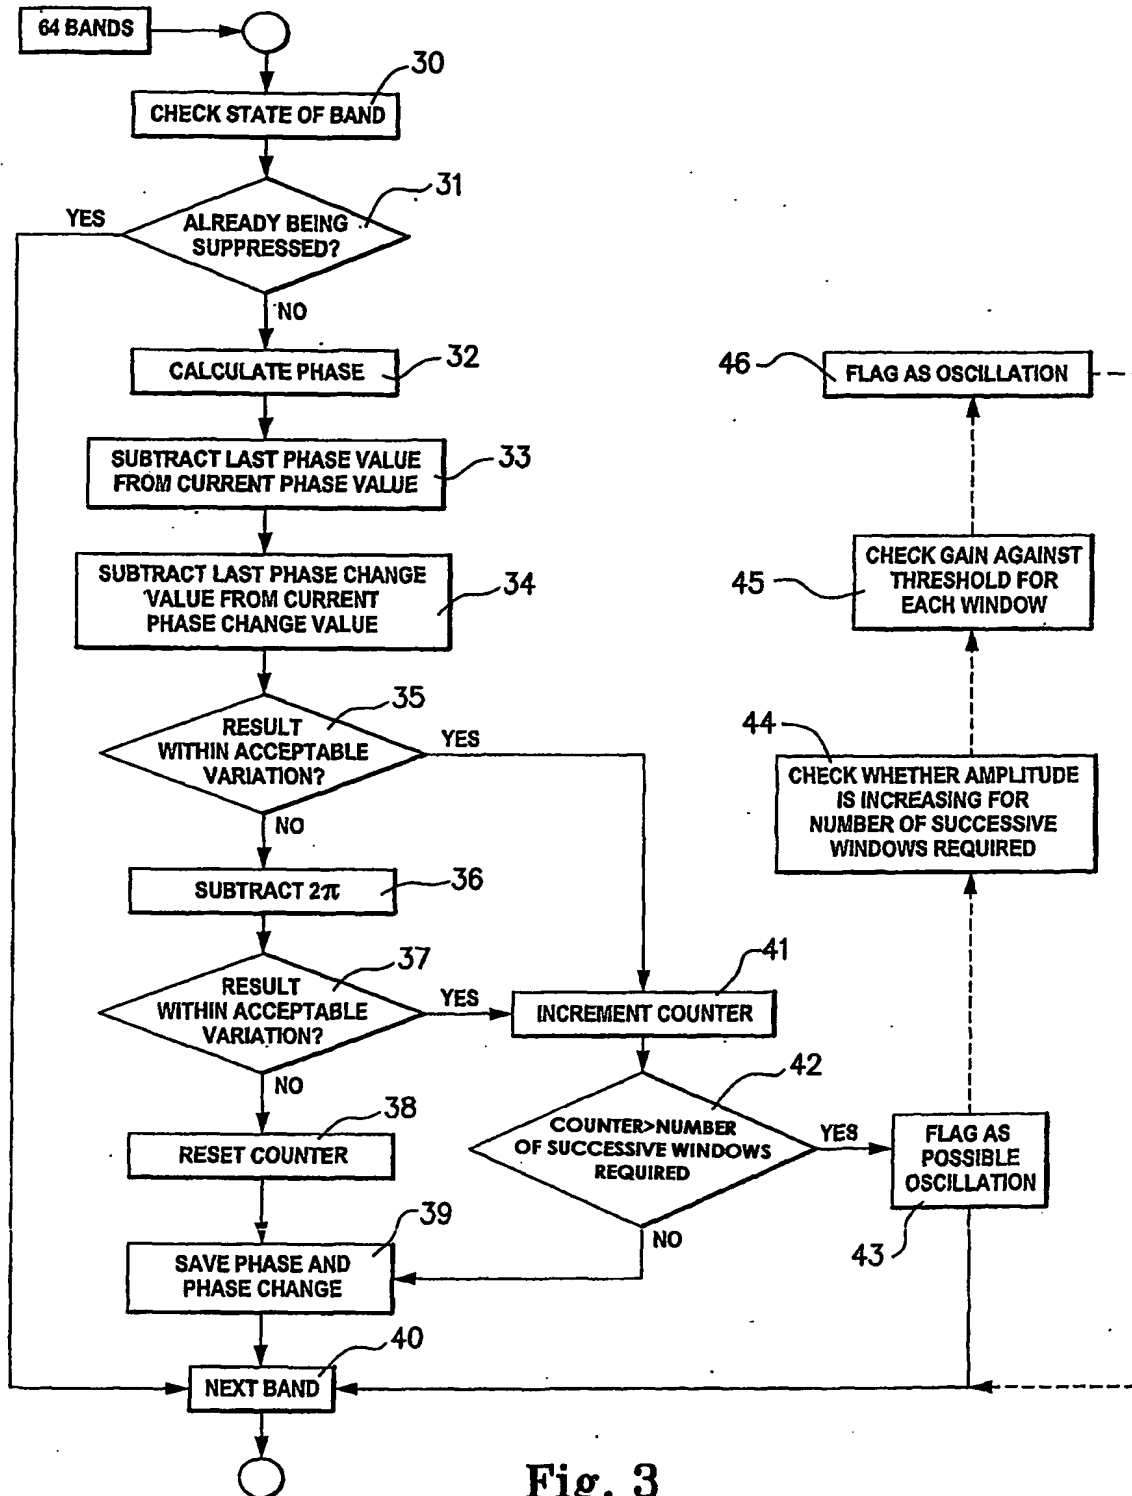 64 BANDS
30
CHECK STATE OF BAND
31
YES
ALREADY BEING
SUPPRESSED?
NO
32
CALCULATE PHASE
46
FLAG AS OSCILLATION
33
SUBTRACT LAST PHASE VALUE
FROM CURRENT PHASE VALUE
34
SUBTRACT LAST PHASE CHANGE
VALUE FROM CURRENT
PHASE CHANGE VALUE
45
CHECK GAIN AGAINST
THRESHOLD FOR
EACH WINDOW
35
RESULT
WITHIN ACCEPTABLE
VARIATION?
YES
NO
44
CHECK WHETHER AMPLITUDE
IS INCREASING FOR
NUMBER OF SUCCESSIVE
WINDOWS REQUIRED
36
SUBTRACT 2π
37
RESULT
WITHIN ACCEPTABLE
VARIATION?
YES
NO
41
INCREMENT COUNTER
42
COUNTER>NUMBER
OF SUCCESSIVE WINDOWS
REQUIRED
YES
NO
FLAG AS
POSSIBLE
OSCILLATION
43
38
RESET COUNTER
39
SAVE PHASE AND
PHASE CHANGE
40
NEXT BAND
Fig. 3